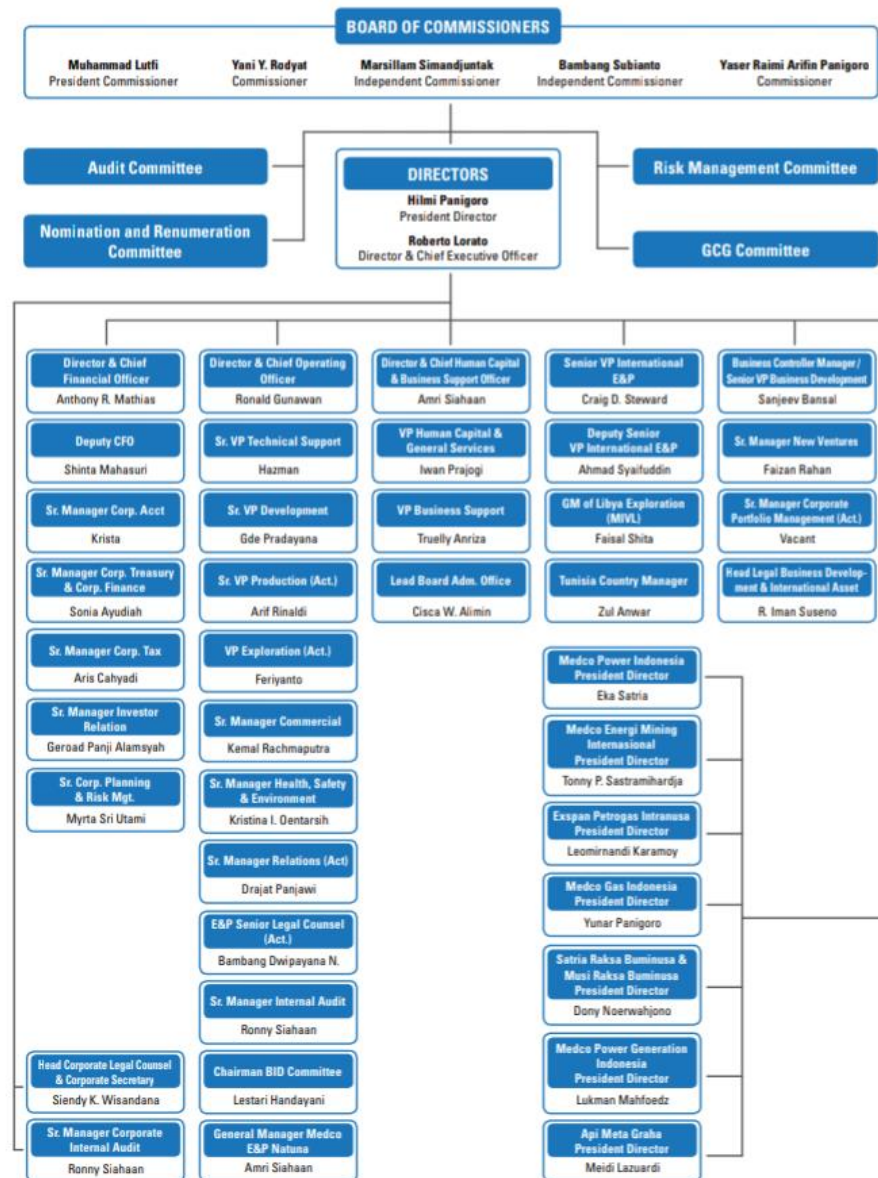 BOARD OF COMMISSIONERS
Muhammad Lutfi
President Commissioner
Yani Y. Rodyat
Commissioner
Marsillam Simandjuntak
Independent Commissioner
Bambang Subianto
Independent Commissioner
Yaser Raimi Arifin Panigoro
Commissioner
Audit Committee
Nomination and Renumeration
Committee
DIRECTORS
Hilmi Panigoro
President Director
Roberto Lorato
Director & Chief Executive Officer
Risk Management Committee
GCG Committee
Director & Chief
Financial Officer
Anthony R. Mathias
Deputy CFO
Shinta Mahasuri
Sr. Manager Corp. Acct
Krista
Sr. Manager Corp. Treasury
& Corp. Finance
Sonia Ayudiah
Sr. Manager Corp. Tax
Aris Cahyadi
Sr. Manager Investor
Relation
Geroad Panji Alamsyah
Sr. Corp. Planning
& Risk Mgt.
Myrta Sri Utami
Head Corporate Legal Counsel
& Corporate Secretary
Siendy K. Wisandana
Sr. Manager Corporate
Internal Audit
Ronny Siahaan
Director & Chief Operating
Officer
Ronald Gunawan
Sr. VP Technical Support
Hazman
Sr. VP Development
Gde Pradayana
Sr. VP Production (Act.)
Arif Rinaldi
VP Exploration (Act.)
Feriyanto
Sr. Manager Commercial
Kemal Rachmaputra
Sr. Manager Health, Safety
& Environment
Kristina I. Oentarsih
Sr. Manager Relations (Act)
Drajat Panjawi
E&P Senior Legal Counsel
(Act.)
Bambang Dwipayana N.
Sr. Manager Internal Audit
Ronny Siahaan
Chairman BID Committee
Lestari Handayani
General Manager Medco
E&P Natuna
Amri Siahaan
Director & Chief Human Capital
& Business Support Officer
Amri Siahaan
VP Human Capital &
General Services
Iwan Prajogi
VP Business Support
Truelly Anriza
Lead Board Adm. Office
Cisca W. Alimin
Senior VP International
E&P
Craig D. Steward
Deputy Senior
VP International E&P
Ahmad Syaifuddin
GM of Libya Exploration
(MIVL)
Faisal Shita
Tunisia Country Manager
Zul Anwar
Business Controller Manager /
Senior VP Business Development
Sanjeev Bansal
Sr. Manager New Ventures
Faizan Rahan
Sr. Manager Corporate
Portfolio Management (Act.)
Vacant
Head Legal Business Develop-
ment & International Asset
R. Iman Suseno
Medco Power Indonesia
President Director
Eka Satria
Medco Energi Mining
Internasional
President Director
Tonny P. Sastramihardja
Exspan Petrogas Intranusa
President Director
Leomirnandi Karamoy
Medco Gas Indonesia
President Director
Yunar Panigoro
Satria Raksa Buminusa &
Musi Raksa Buminusa
President Director
Dony Noerwahjono
Medco Power Generation
Indonesia
President Director
Lukman Mahfoedz
Api Meta Graha
President Director
Meidi Lazuardi